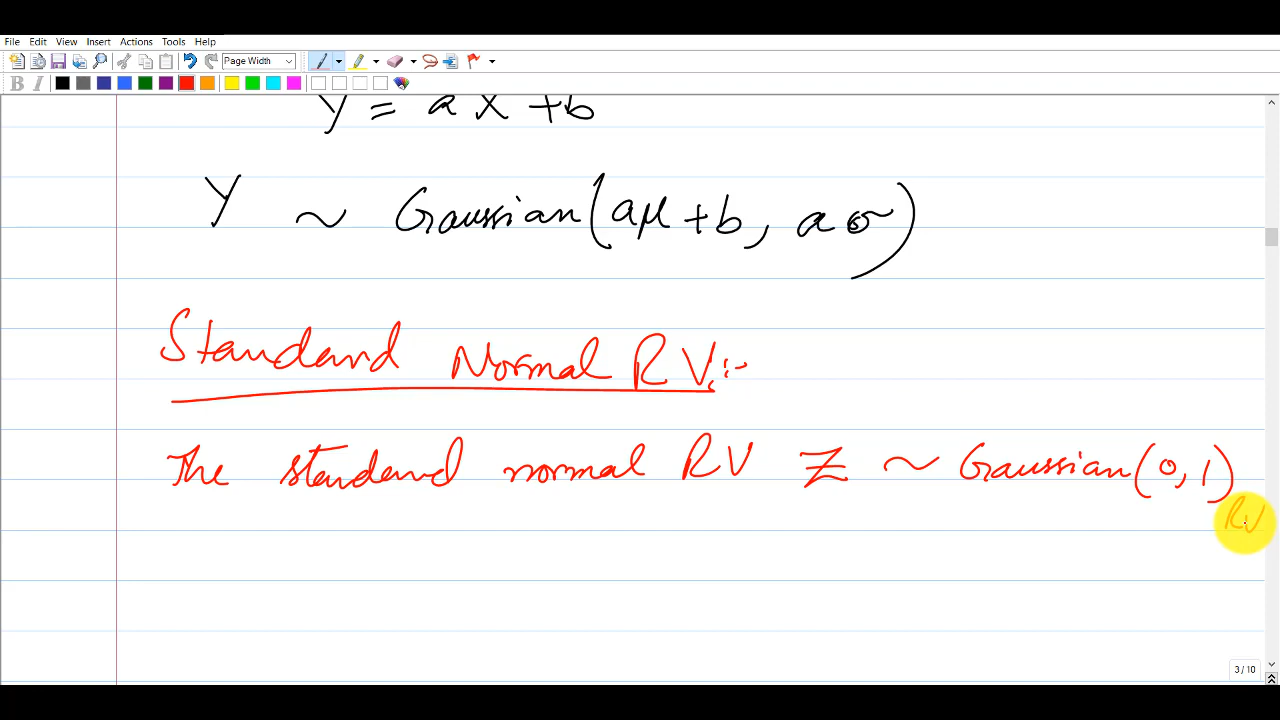 File Edit View Insert Actions Tools Help
Page Width
B I
Y = a X + b
Y ~ Gaussian(aμ + b, aσ)
Standard Normal RV:-
The standard normal RV Z ~ Gaussian(0, 1)
RV
3 / 10